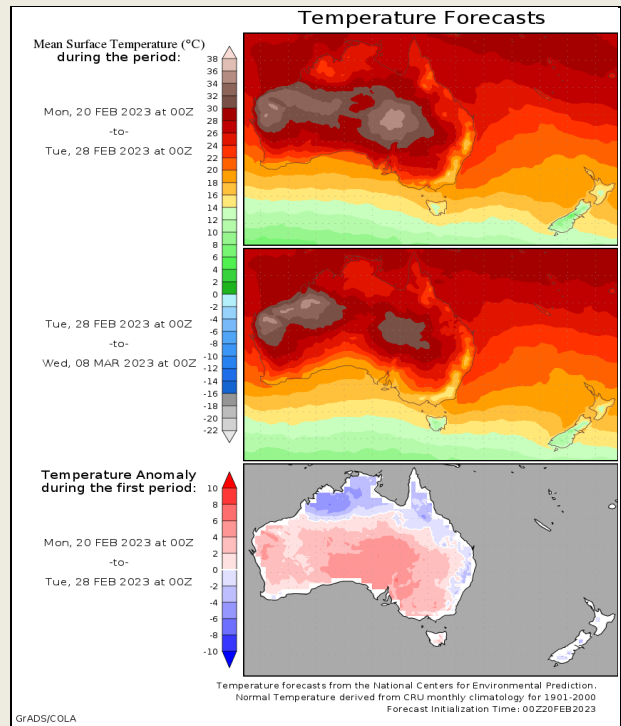 Temperature Forecasts
Mean Surface Temperature (°C)
during the period:
38
36
34
32
30
28
26
24
22
20
18
16
14
12
10
8
6
4
2
0
-2
-4
-6
-8
-10
-12
-14
-16
-18
-20
-22
Mon, 20 FEB 2023 at 00Z
-to-
Tue, 28 FEB 2023 at 00Z
Tue, 28 FEB 2023 at 00Z
-to-
Wed, 08 MAR 2023 at 00Z
Temperature Anomaly
during the first period:
10
8
6
4
2
0
-2
-4
-6
-8
-10
Mon, 20 FEB 2023 at 00Z
-to-
Tue, 28 FEB 2023 at 00Z
Temperature forecasts from the National Centers for Environmental Prediction.
Normal Temperature derived from CRU monthly climatology for 1901-2000
Forecast Initialization Time: 00Z20FEB2023
GrADS/COLA